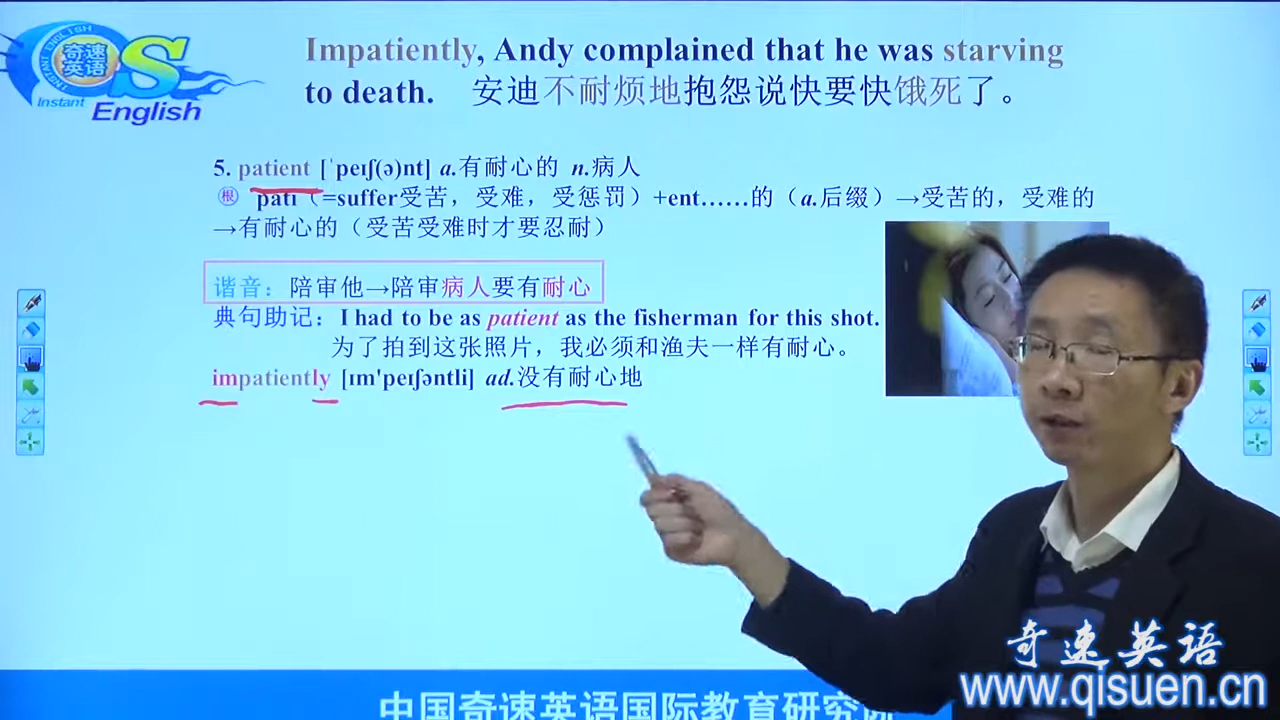 奇速
英语
INSTANT ENGLISH
S
Instant
English
Impatiently, Andy complained that he was starving
to death. 安迪不耐烦地抱怨说快要快饿死了。
5. patient [ˈpeɪʃ(ə)nt] a.有耐心的 n.病人
根 pati（=suffer受苦，受难，受惩罚）+ent……的（a.后缀）→受苦的，受难的
→有耐心的（受苦受难时才要忍耐）
谐音：陪审他→陪审病人要有耐心
典句助记：I had to be as patient as the fisherman for this shot.
为了拍到这张照片，我必须和渔夫一样有耐心。
impatiently [ɪm'peɪʃəntli] ad.没有耐心地
奇速英语
www.qisuen.cn
中国奇速英语国际教育研究院